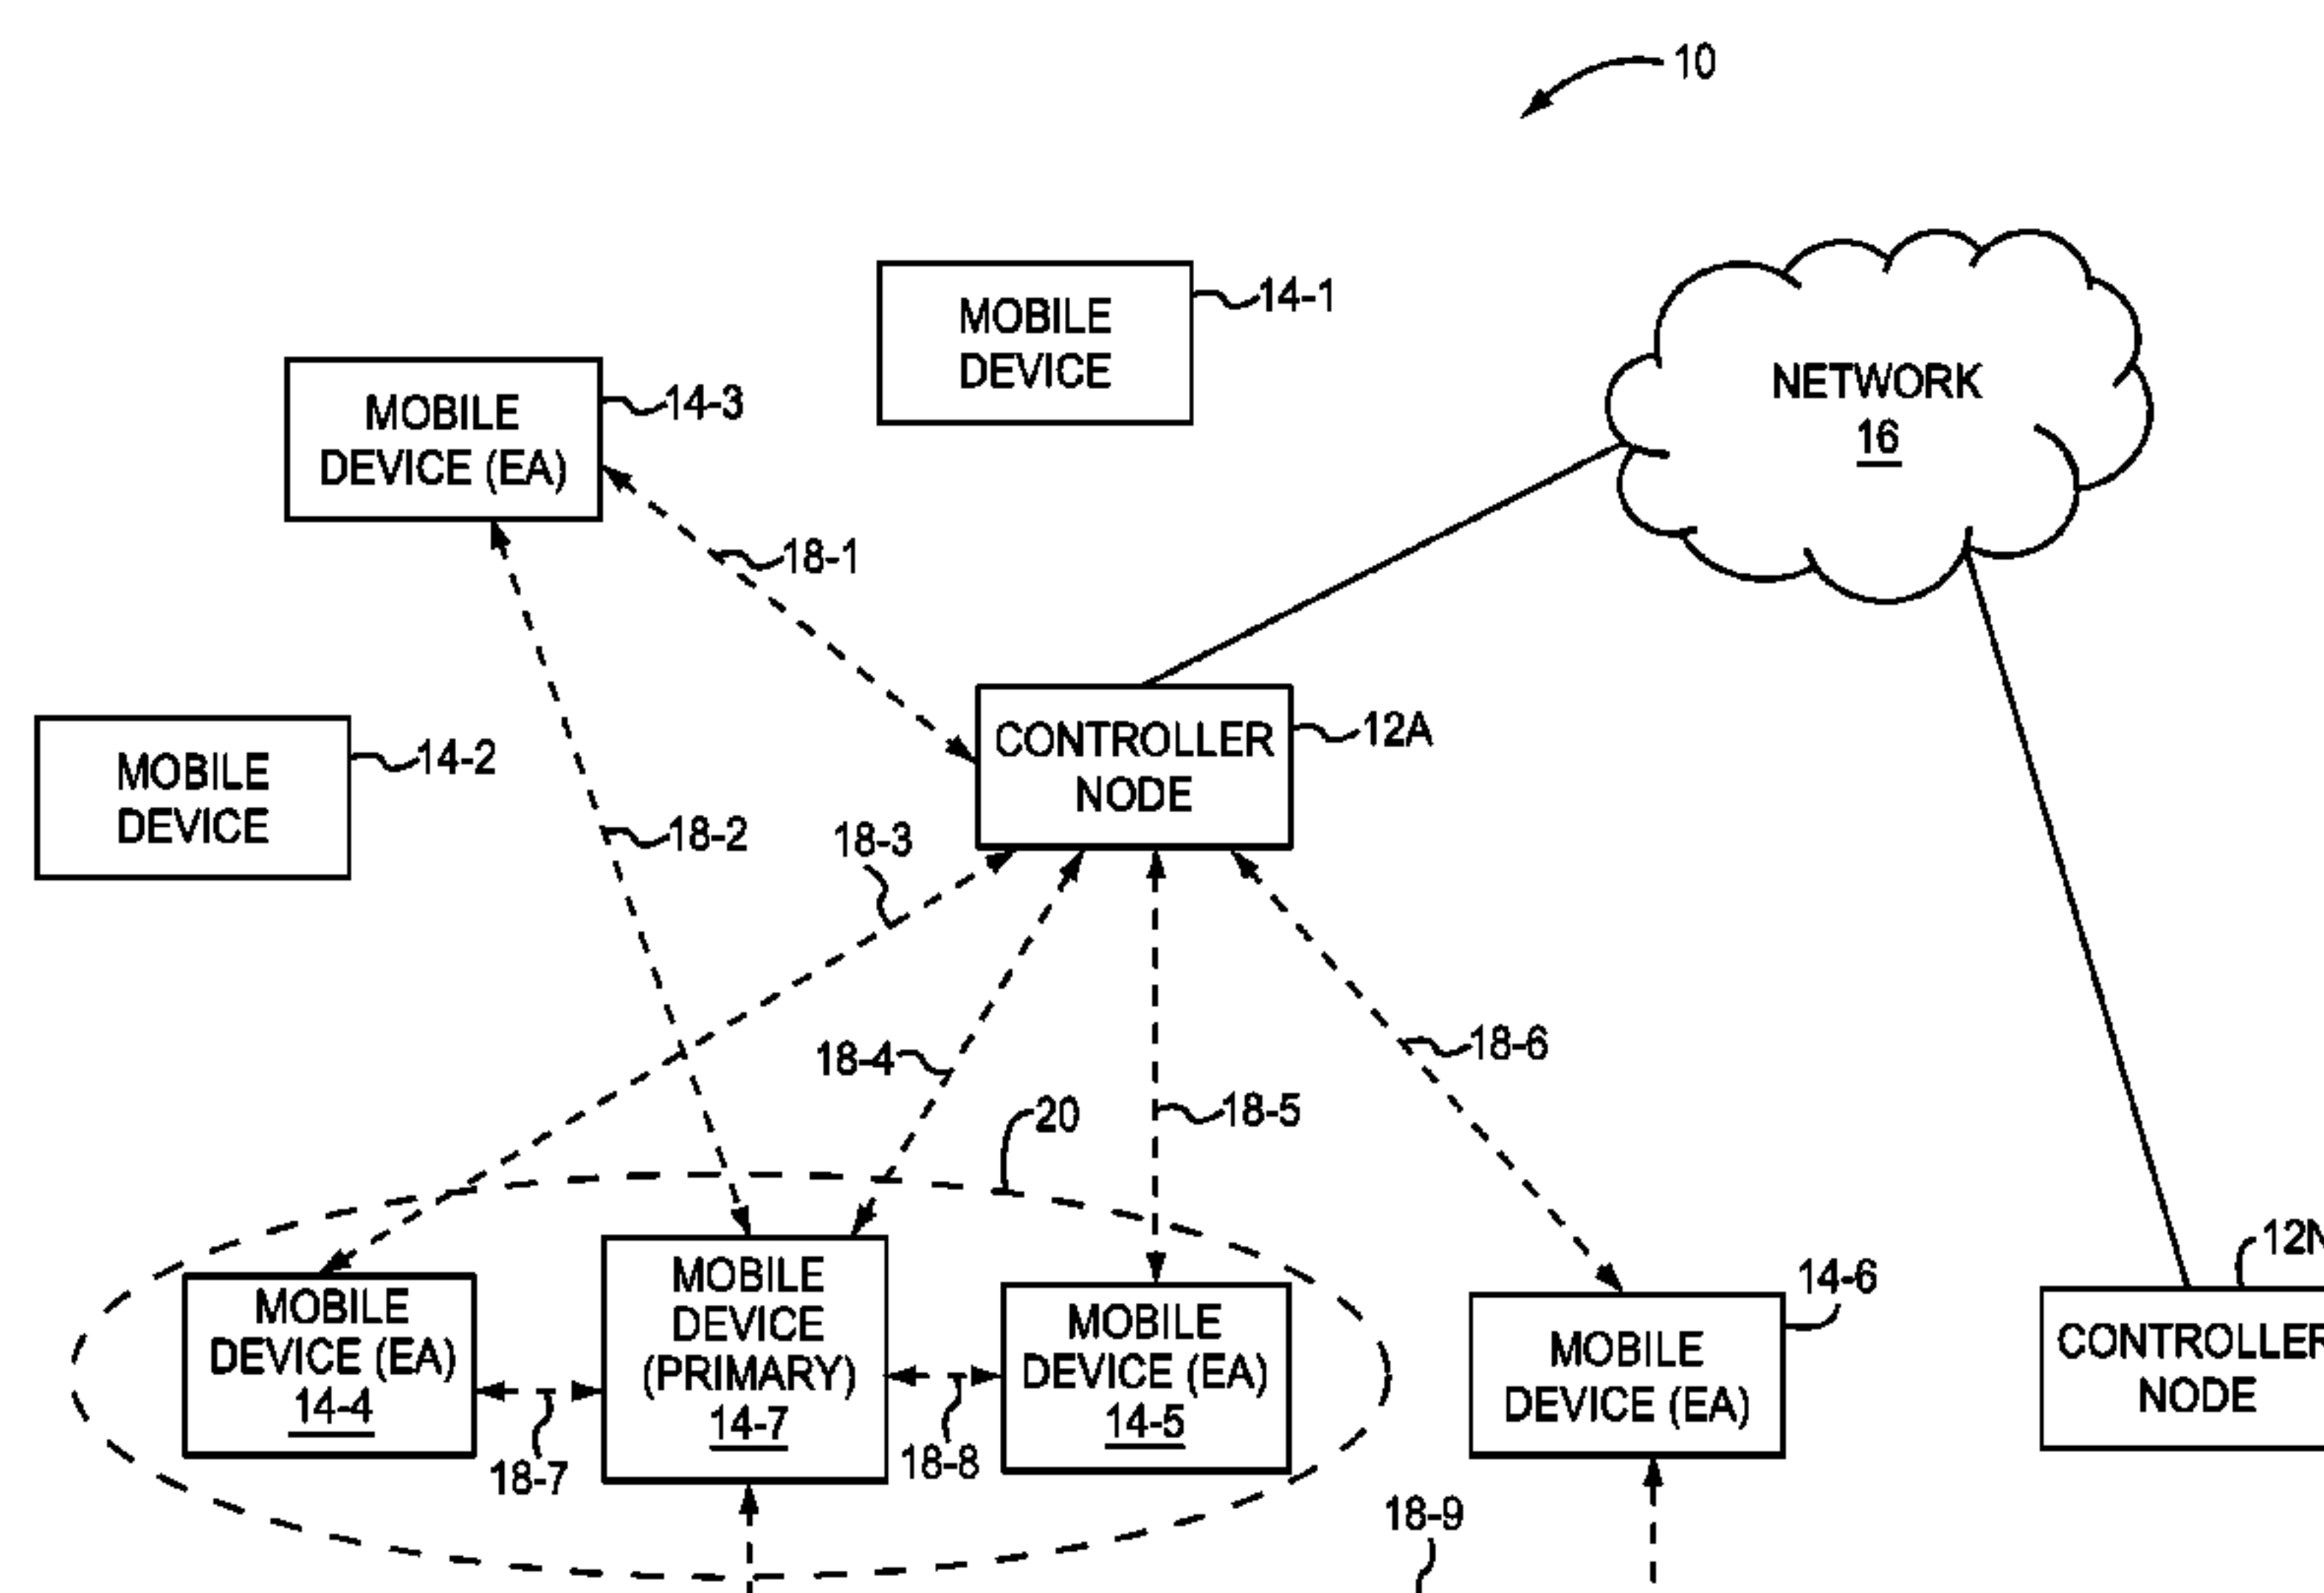 10
MOBILE
DEVICE
14-1
NETWORK
16
MOBILE
DEVICE (EA)
14-3
18-1
CONTROLLER
NODE
12A
MOBILE
DEVICE
14-2
18-2
18-3
18-4
18-5
18-6
20
12N
14-6
MOBILE
DEVICE (EA)
14-4
MOBILE
DEVICE
(PRIMARY)
14-7
MOBILE
DEVICE (EA)
14-5
MOBILE
DEVICE (EA)
CONTROLLER
NODE
18-7
18-8
18-9